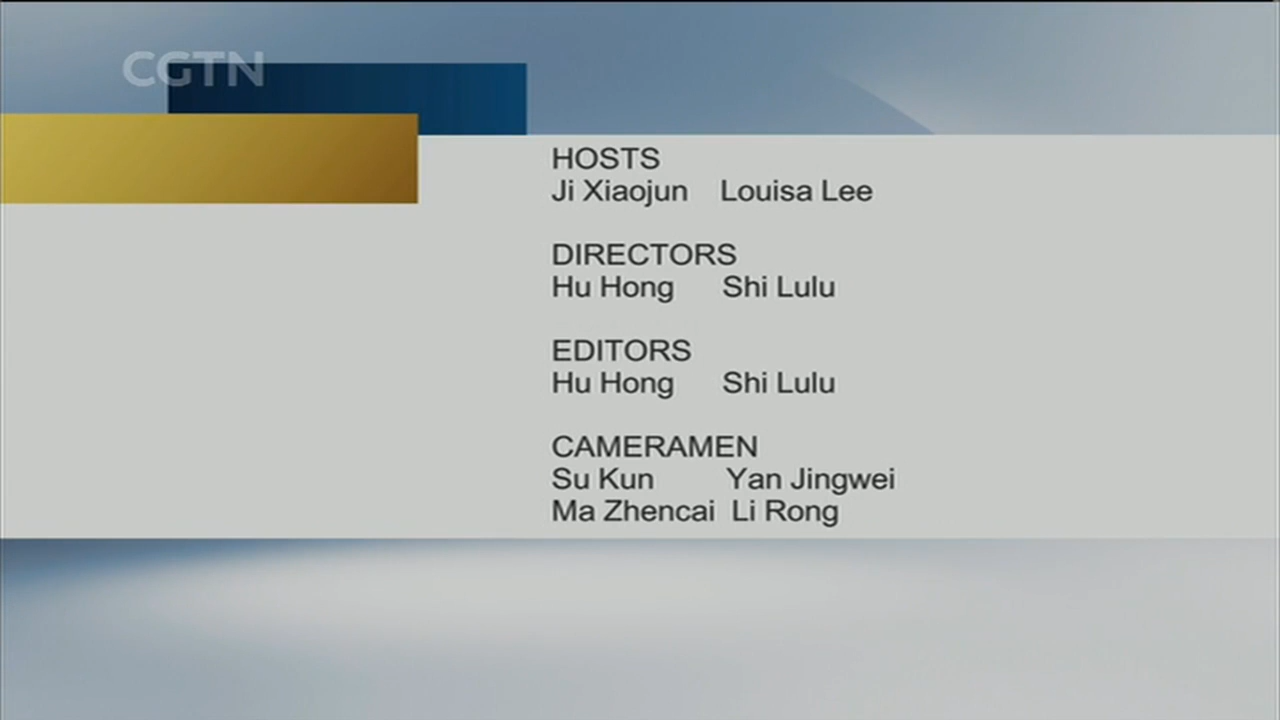 CGTN
HOSTS
Ji Xiaojun Louisa Lee
DIRECTORS
Hu Hong Shi Lulu
EDITORS
Hu Hong Shi Lulu
CAMERAMEN
Su Kun Yan Jingwei
Ma Zhencai Li Rong